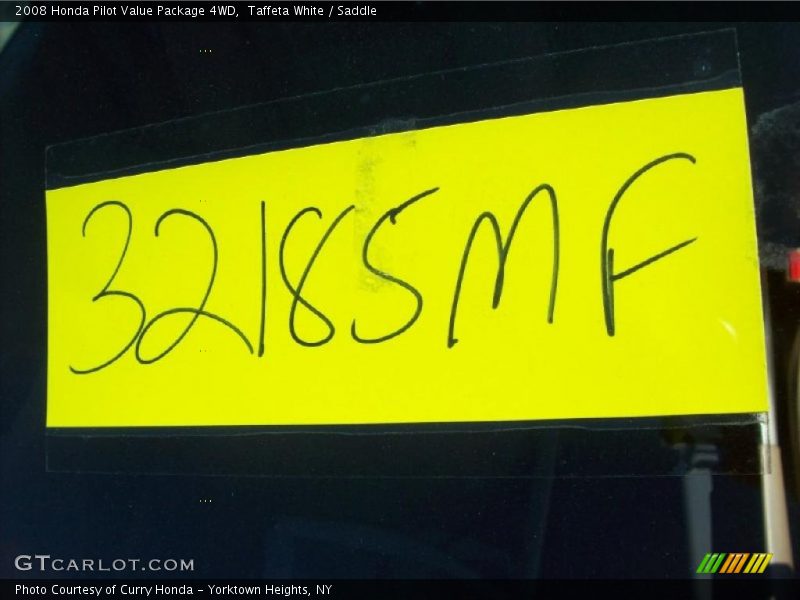 2008 Honda Pilot Value Package 4WD,  Taffeta White / Saddle
32185MF
GTCARLOT.COM
Photo Courtesy of Curry Honda - Yorktown Heights, NY